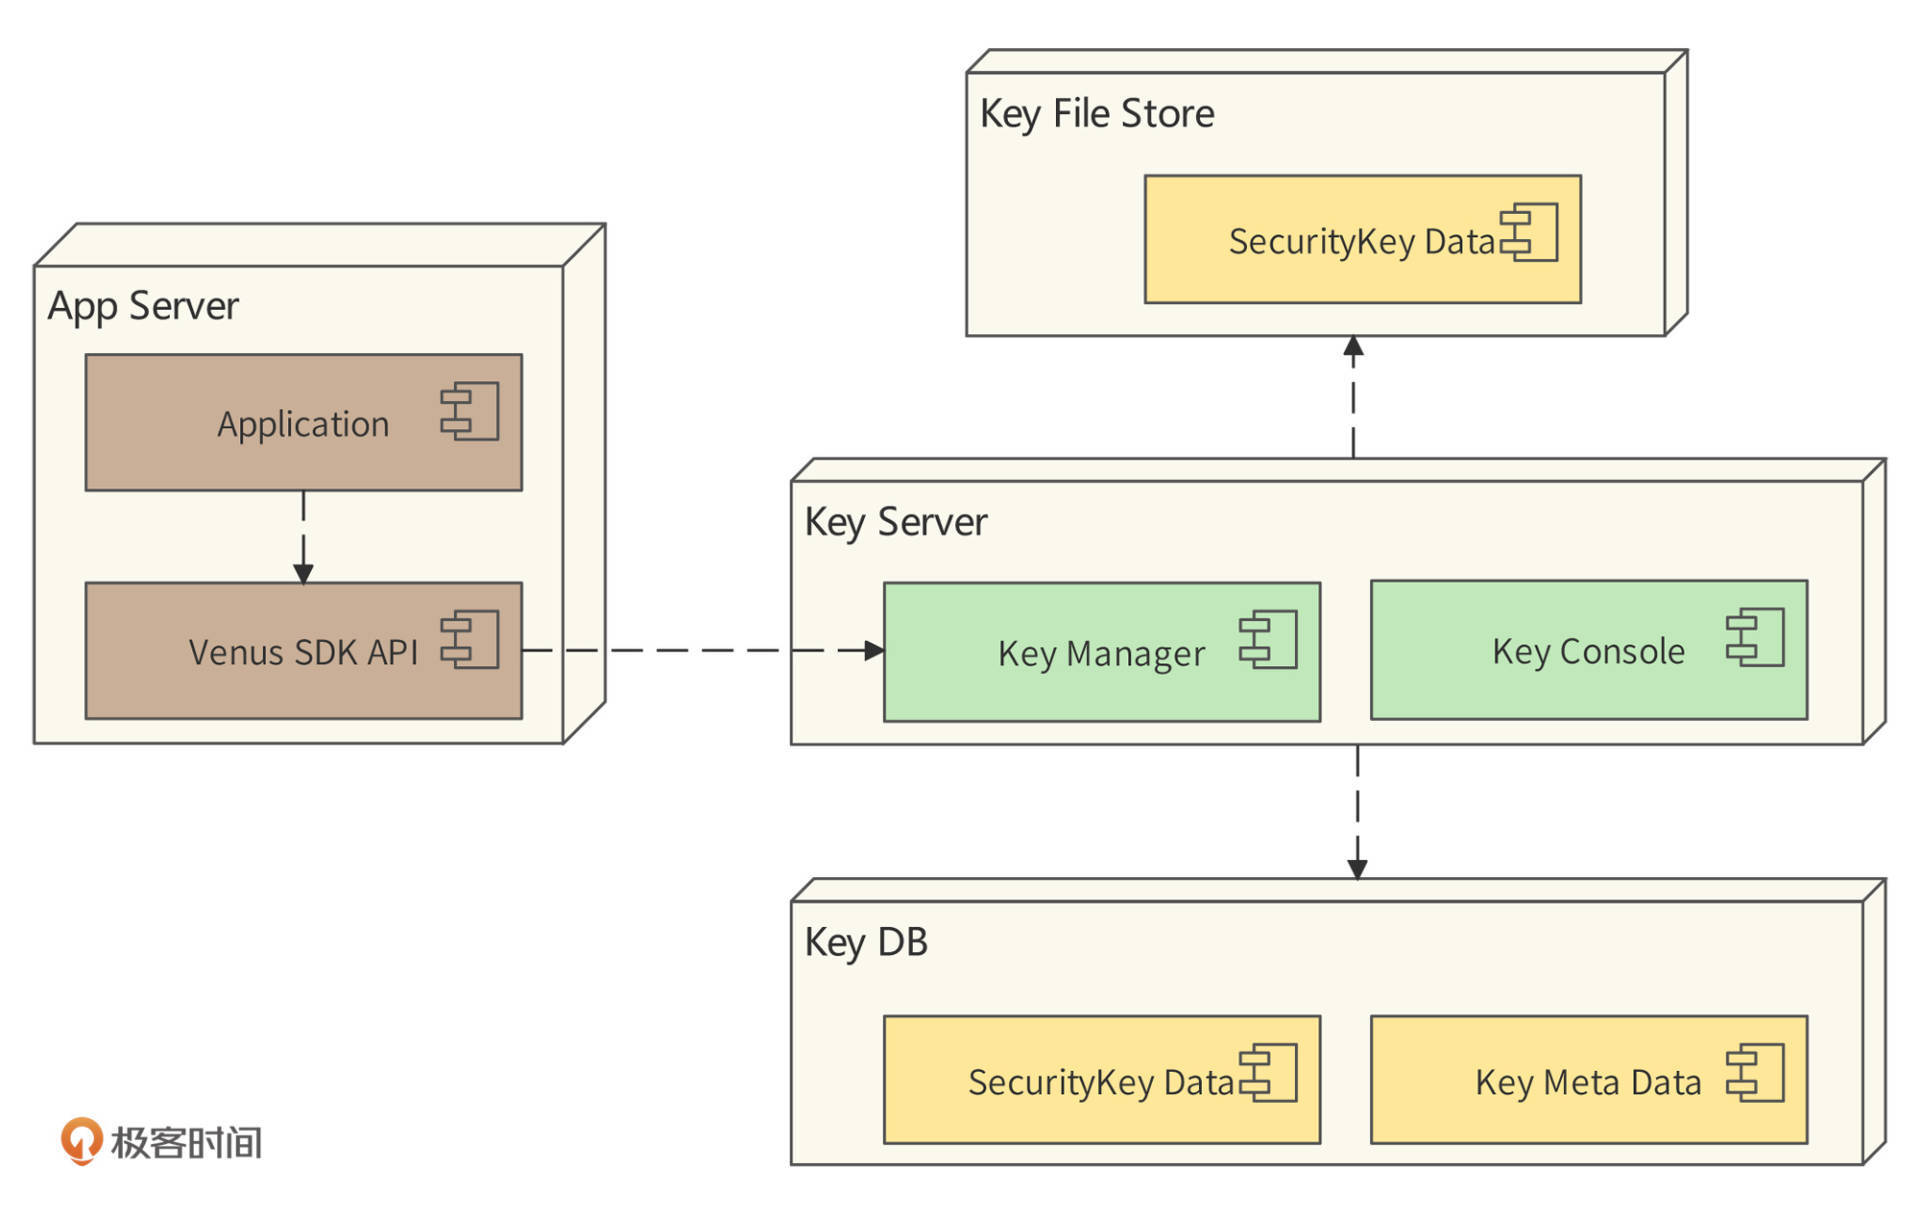 Key File Store
SecurityKey Data
App Server
Application
Venus SDK API
Key Server
Key Manager
Key Console
Key DB
SecurityKey Data
Key Meta Data
极客时间